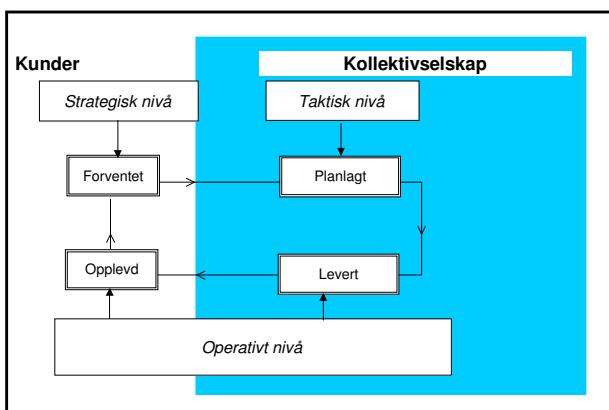 Kunder
Kollektivselskap
Strategisk nivå
Taktisk nivå
Forventet
Planlagt
Opplevd
Levert
Operativt nivå